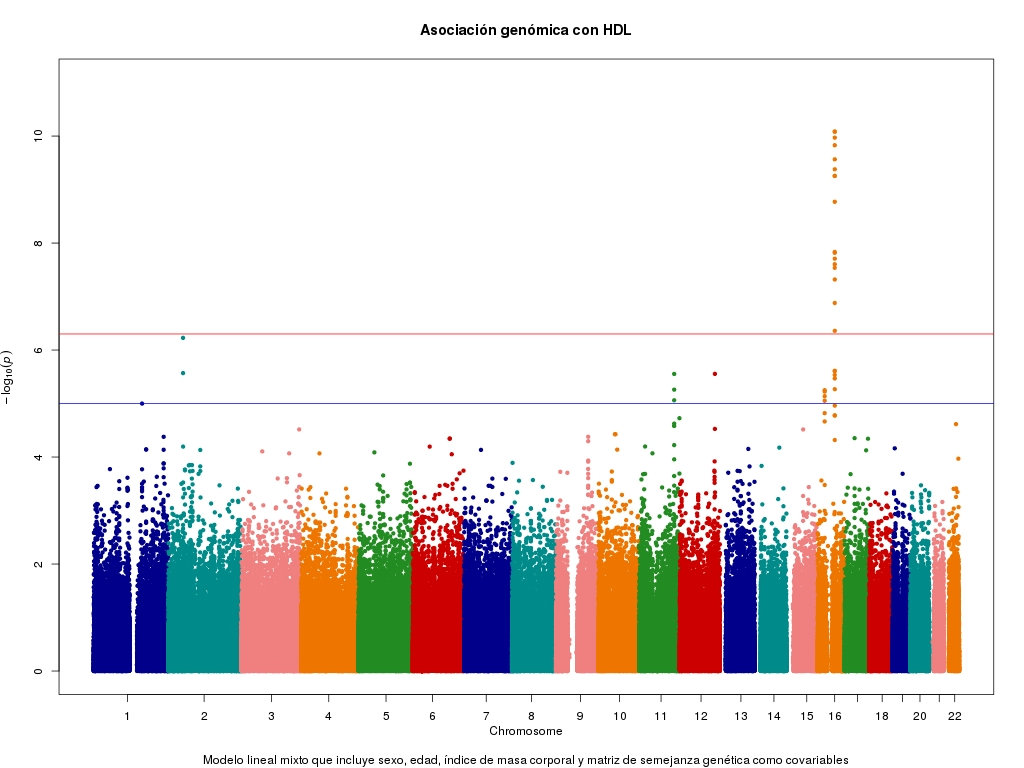 Asociación genómica con HDL
10
8
6
4
2
0
− log₁₀(p)
1 2 3 4 5 6 7 8 9 10 11 12 13 14 15 16 18 20 22
Chromosome
Modelo lineal mixto que incluye sexo, edad, índice de masa corporal y matriz de semejanza genética como covariables